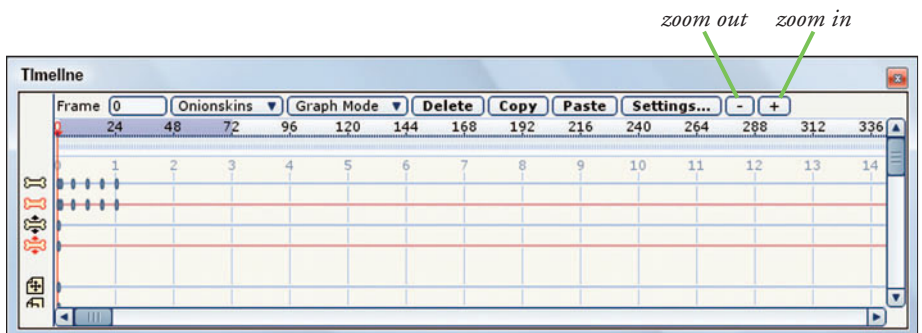 zoom out zoom in
Timeline
Frame 0 Onionskins Graph Mode Delete Copy Paste Settings... - +
0 24 48 72 96 120 144 168 192 216 240 264 288 312 336
0 1 2 3 4 5 6 7 8 9 10 11 12 13 14